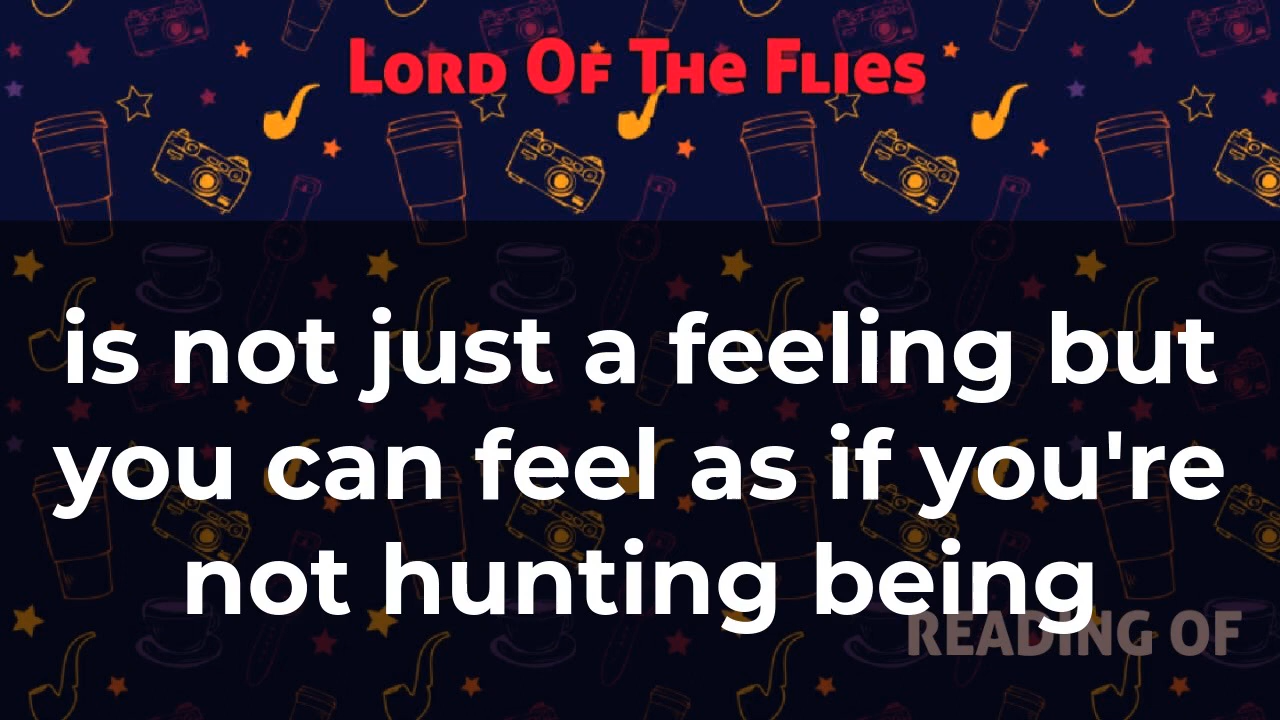 Lord Of The Flies
is not just a feeling but
you can feel as if you're
not hunting being
READING OF